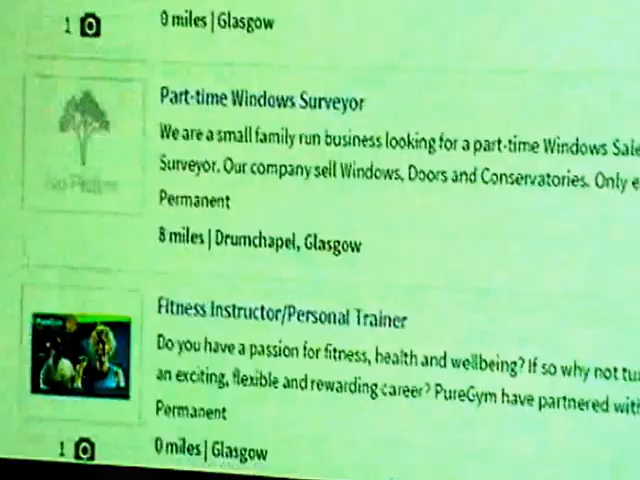 1
0 miles | Glasgow
Part-time Windows Surveyor
We are a small family run business looking for a part-time Windows Sale
Surveyor. Our company sell Windows, Doors and Conservatories. Only e
Permanent
8 miles | Drumchapel, Glasgow
Fitness Instructor/Personal Trainer
Do you have a passion for fitness, health and wellbeing? If so why not tu
an exciting, flexible and rewarding career? PureGym have partnered wit
Permanent
1
0 miles | Glasgow